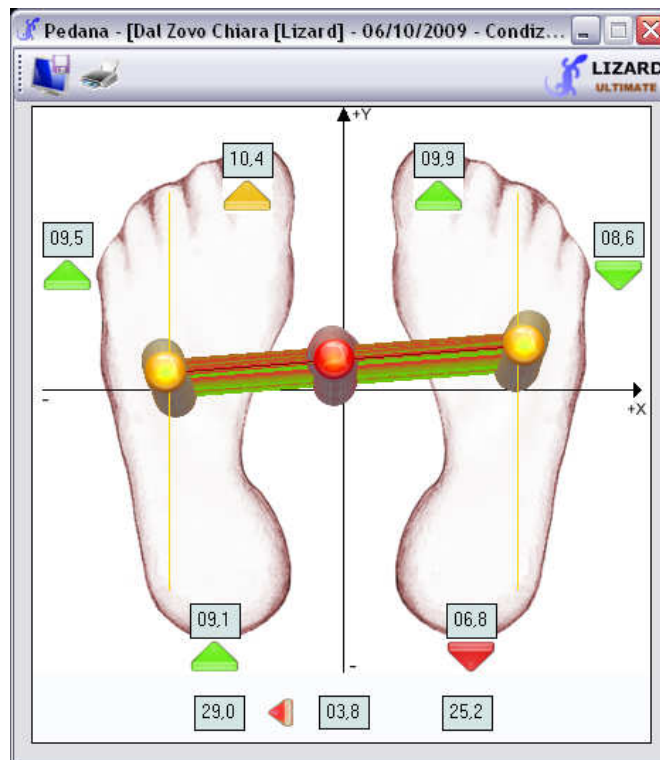 Pedana - [Dal Zovo Chiara [Lizard] - 06/10/2009 - Condiz...
LIZARD
ULTIMATE
+Y
10,4
09,9
09,5
08,6
-
+X
09,1
06,8
-
29,0
03,8
25,2